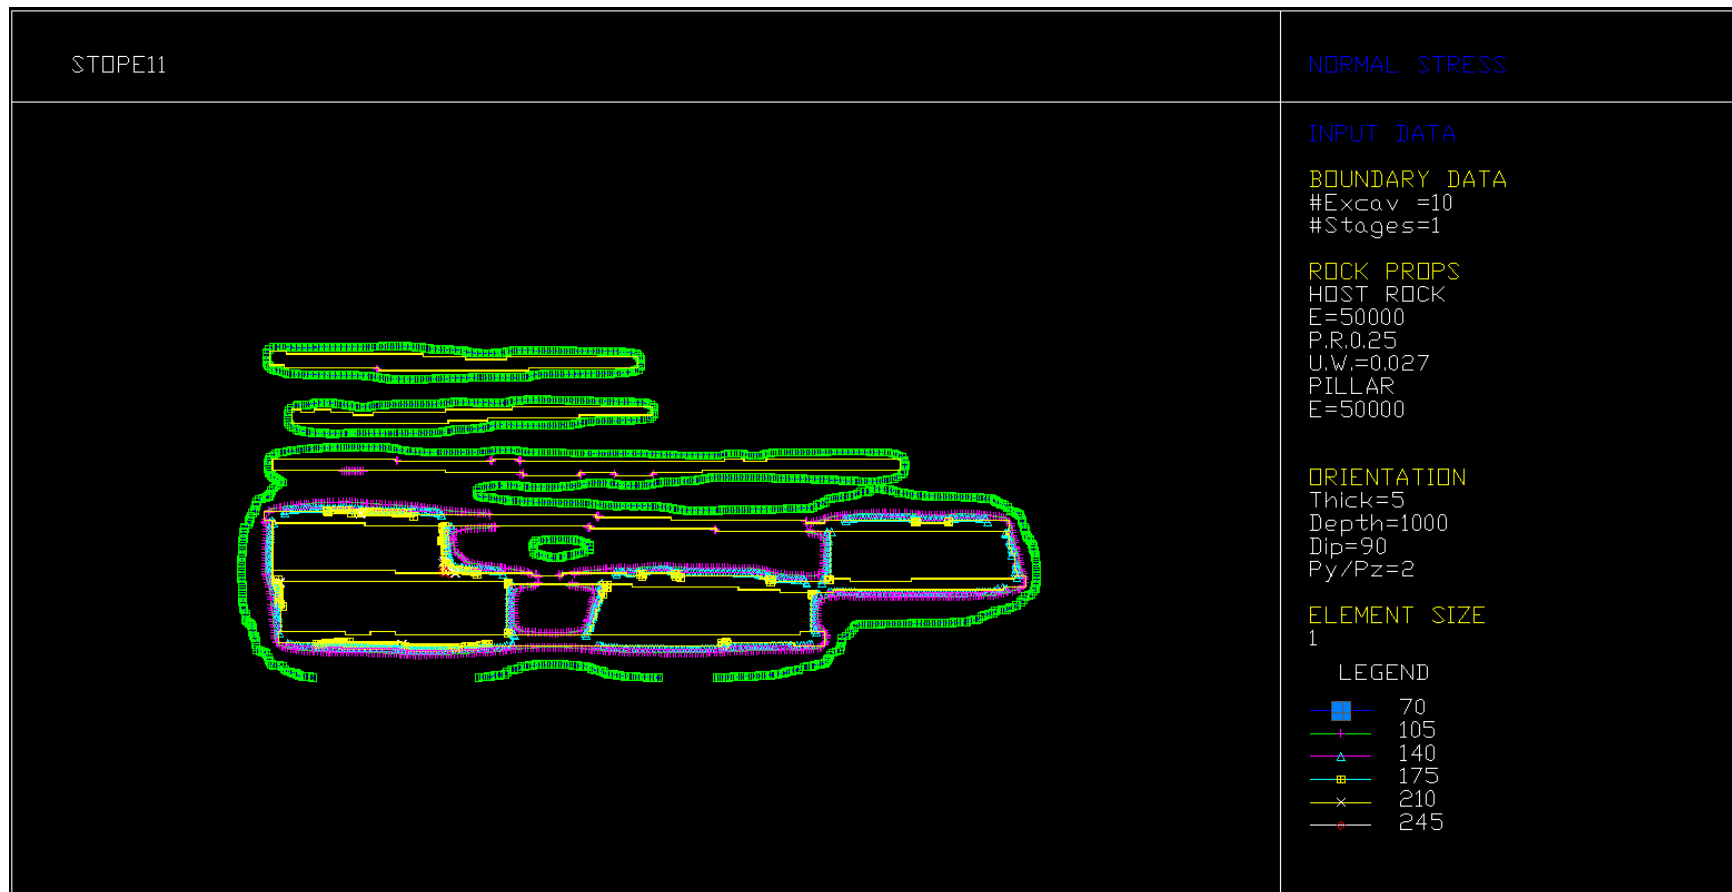 STOPE11
NORMAL STRESS
INPUT DATA
BOUNDARY DATA
#Excav =10
#Stages=1
ROCK PROPS
HOST ROCK
E=50000
P.R.0.25
U.W.=0.027
PILLAR
E=50000
ORIENTATION
Thick=5
Depth=1000
Dip=90
Py/Pz=2
ELEMENT SIZE
1
LEGEND
70
105
140
175
210
245